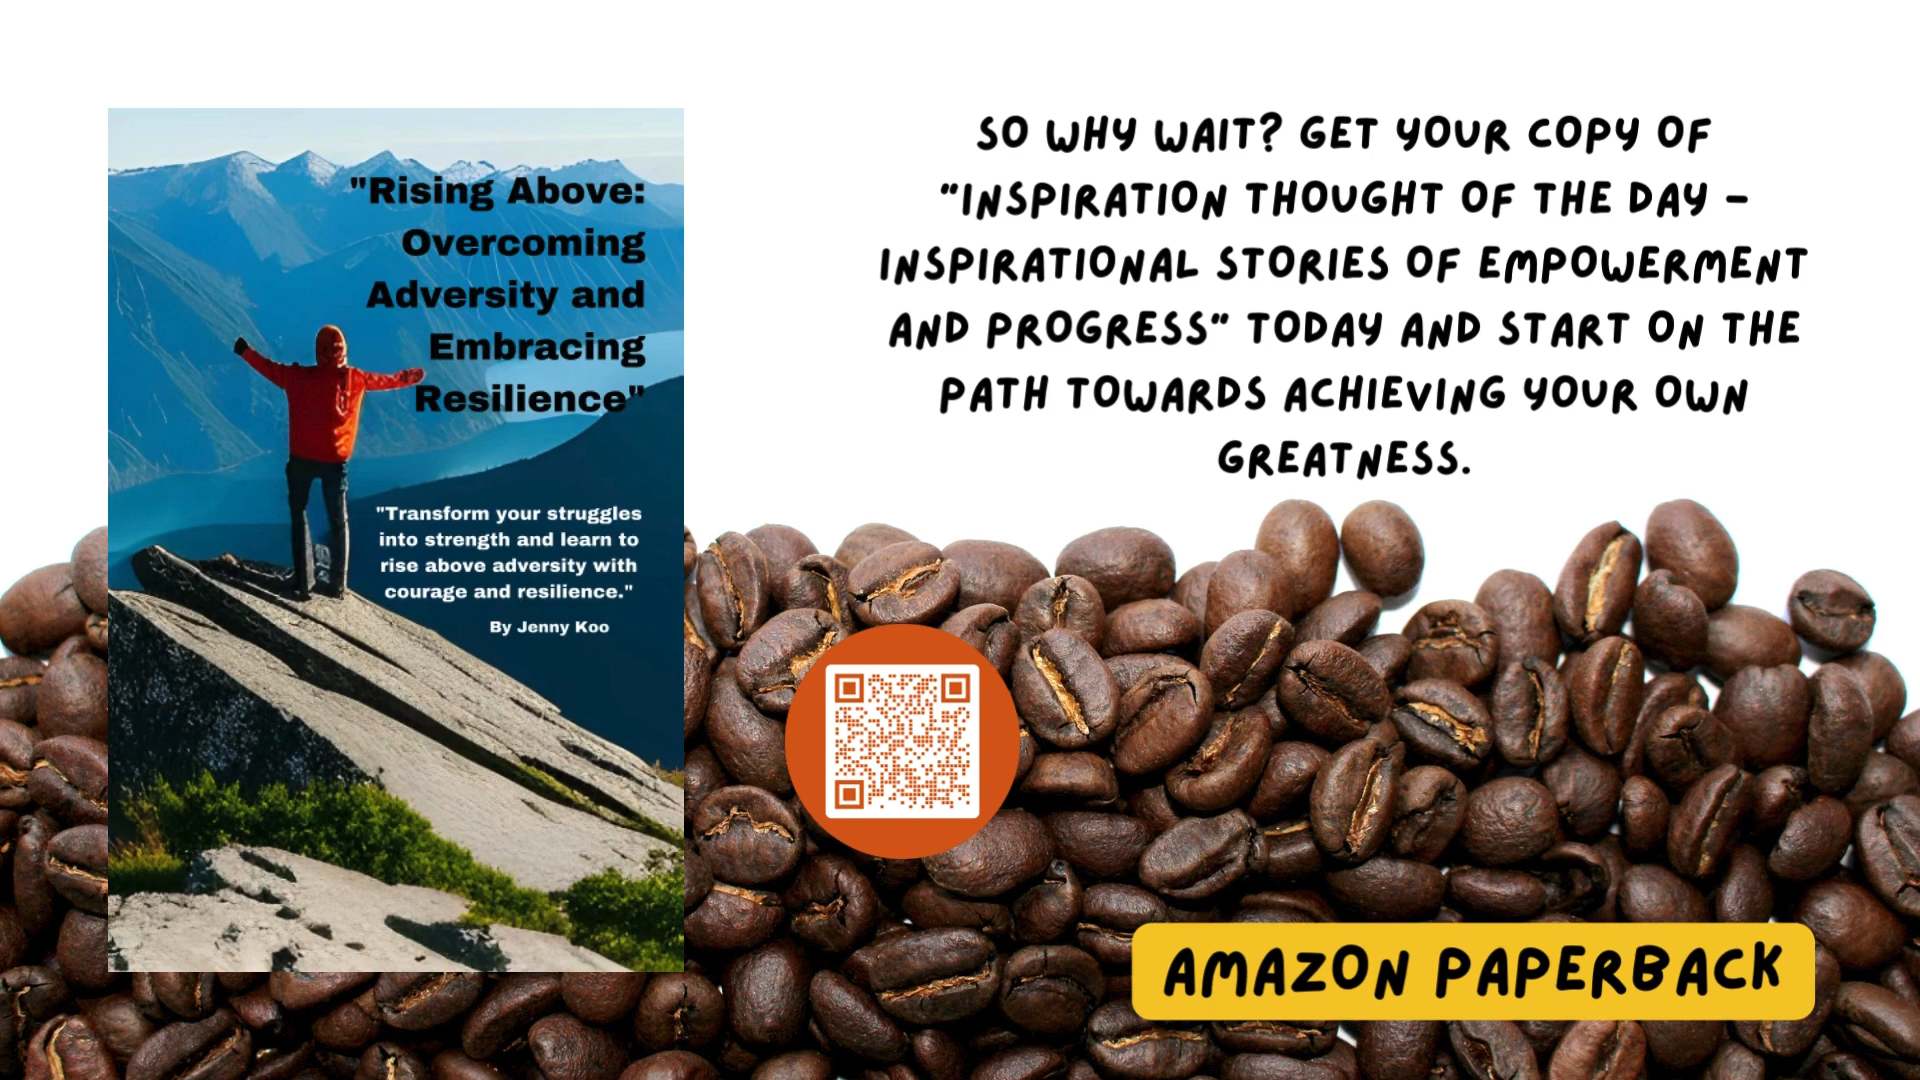 "Rising Above:
Overcoming
Adversity and
Embracing
Resilience"
"Transform your struggles
into strength and learn to
rise above adversity with
courage and resilience."
By Jenny Koo
SO WHY WAIT? GET YOUR COPY OF
"INSPIRATION THOUGHT OF THE DAY –
INSPIRATIONAL STORIES OF EMPOWERMENT
AND PROGRESS" TODAY AND START ON THE
PATH TOWARDS ACHIEVING YOUR OWN
GREATNESS.
AMAZON PAPERBACK